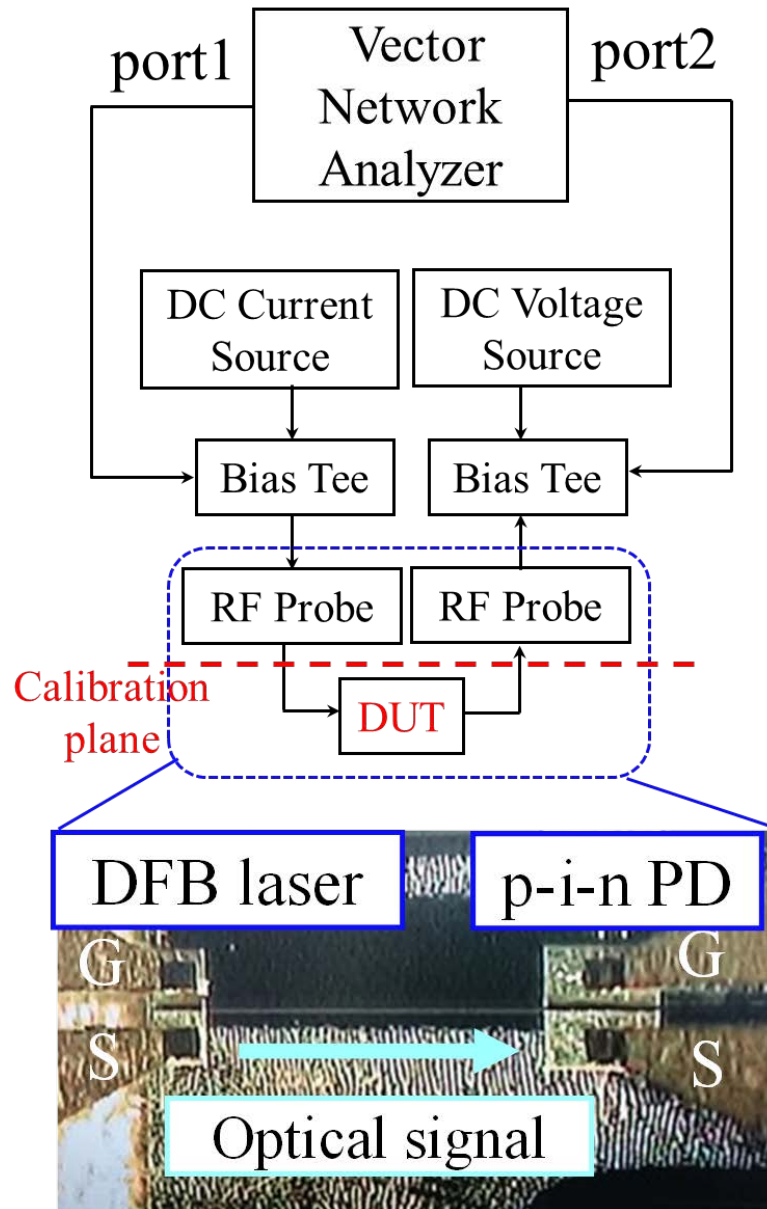 port1
Vector
Network
Analyzer
port2
DC Current
Source
DC Voltage
Source
Bias Tee
Bias Tee
RF Probe
RF Probe
Calibration
plane
DUT
DFB laser
p-i-n PD
G
G
S
S
Optical signal